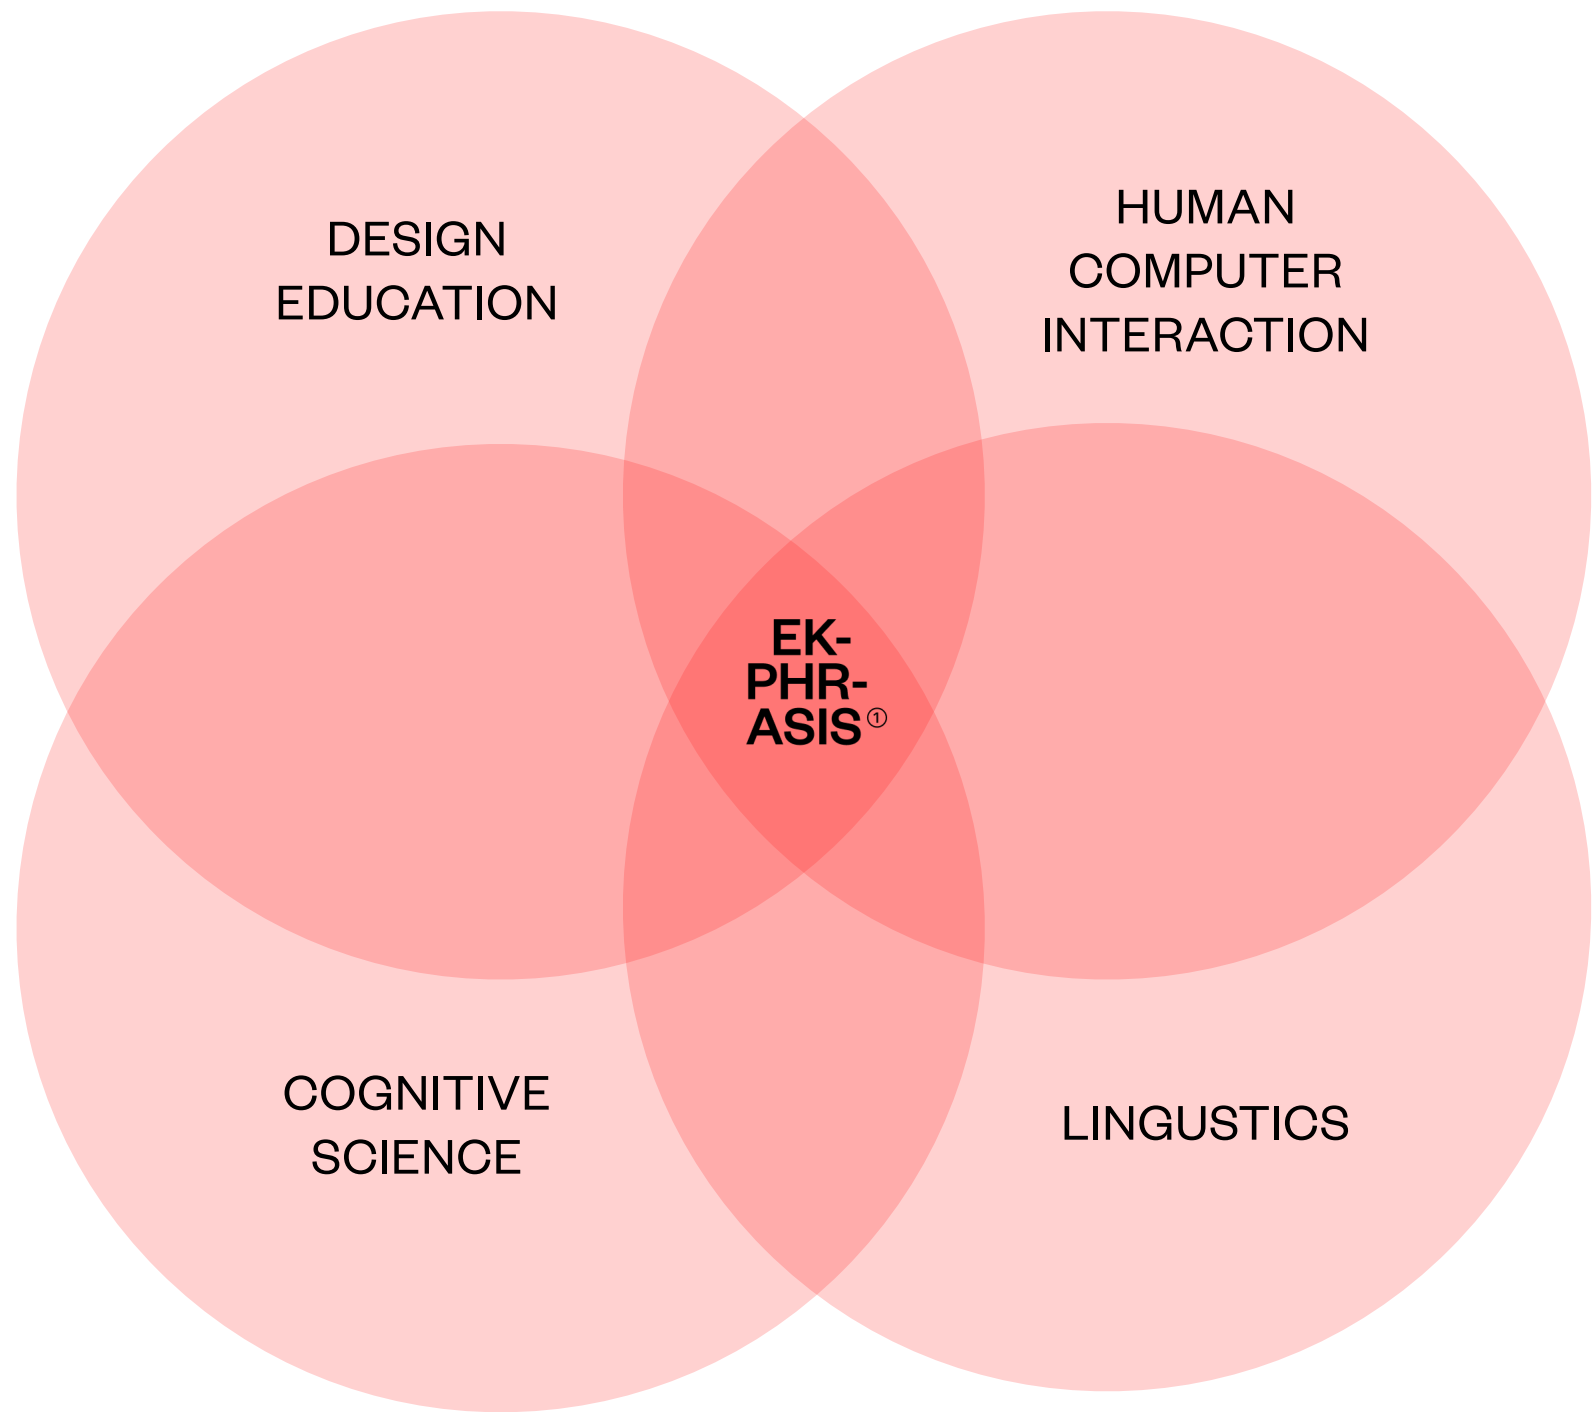 DESIGN
EDUCATION
HUMAN
COMPUTER
INTERACTION
EK-
PHR-
ASIS①
COGNITIVE
SCIENCE
LINGUSTICS